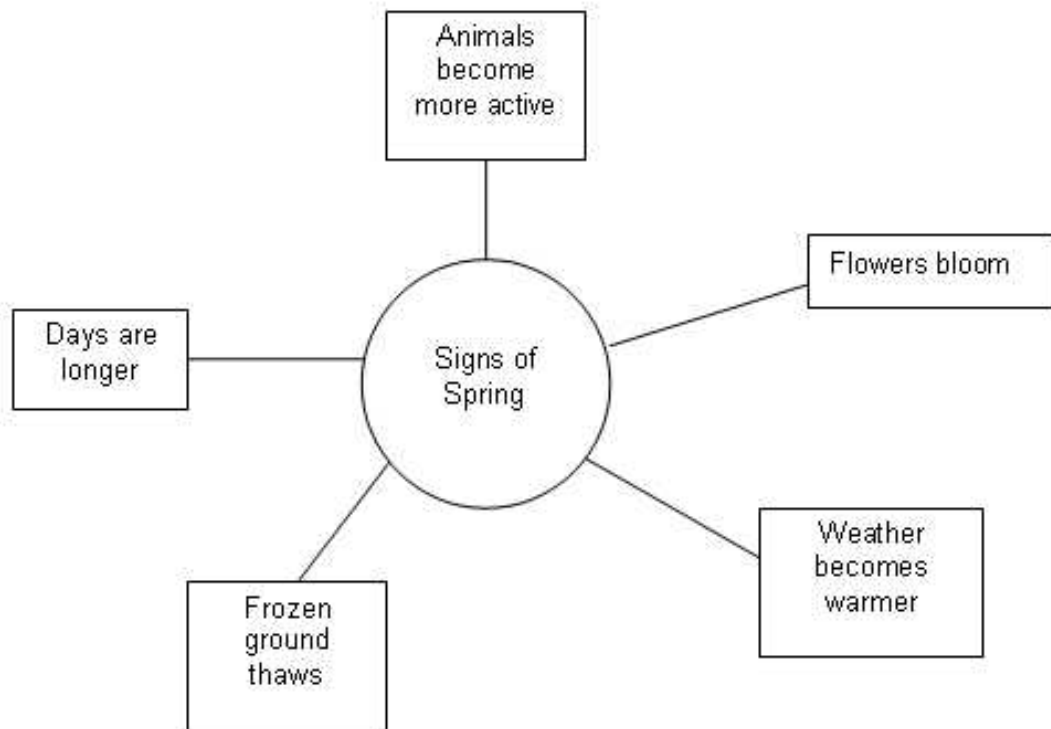 Animals
become
more active
Flowers bloom
Days are
longer
Signs of
Spring
Weather
becomes
warmer
Frozen
ground
thaws